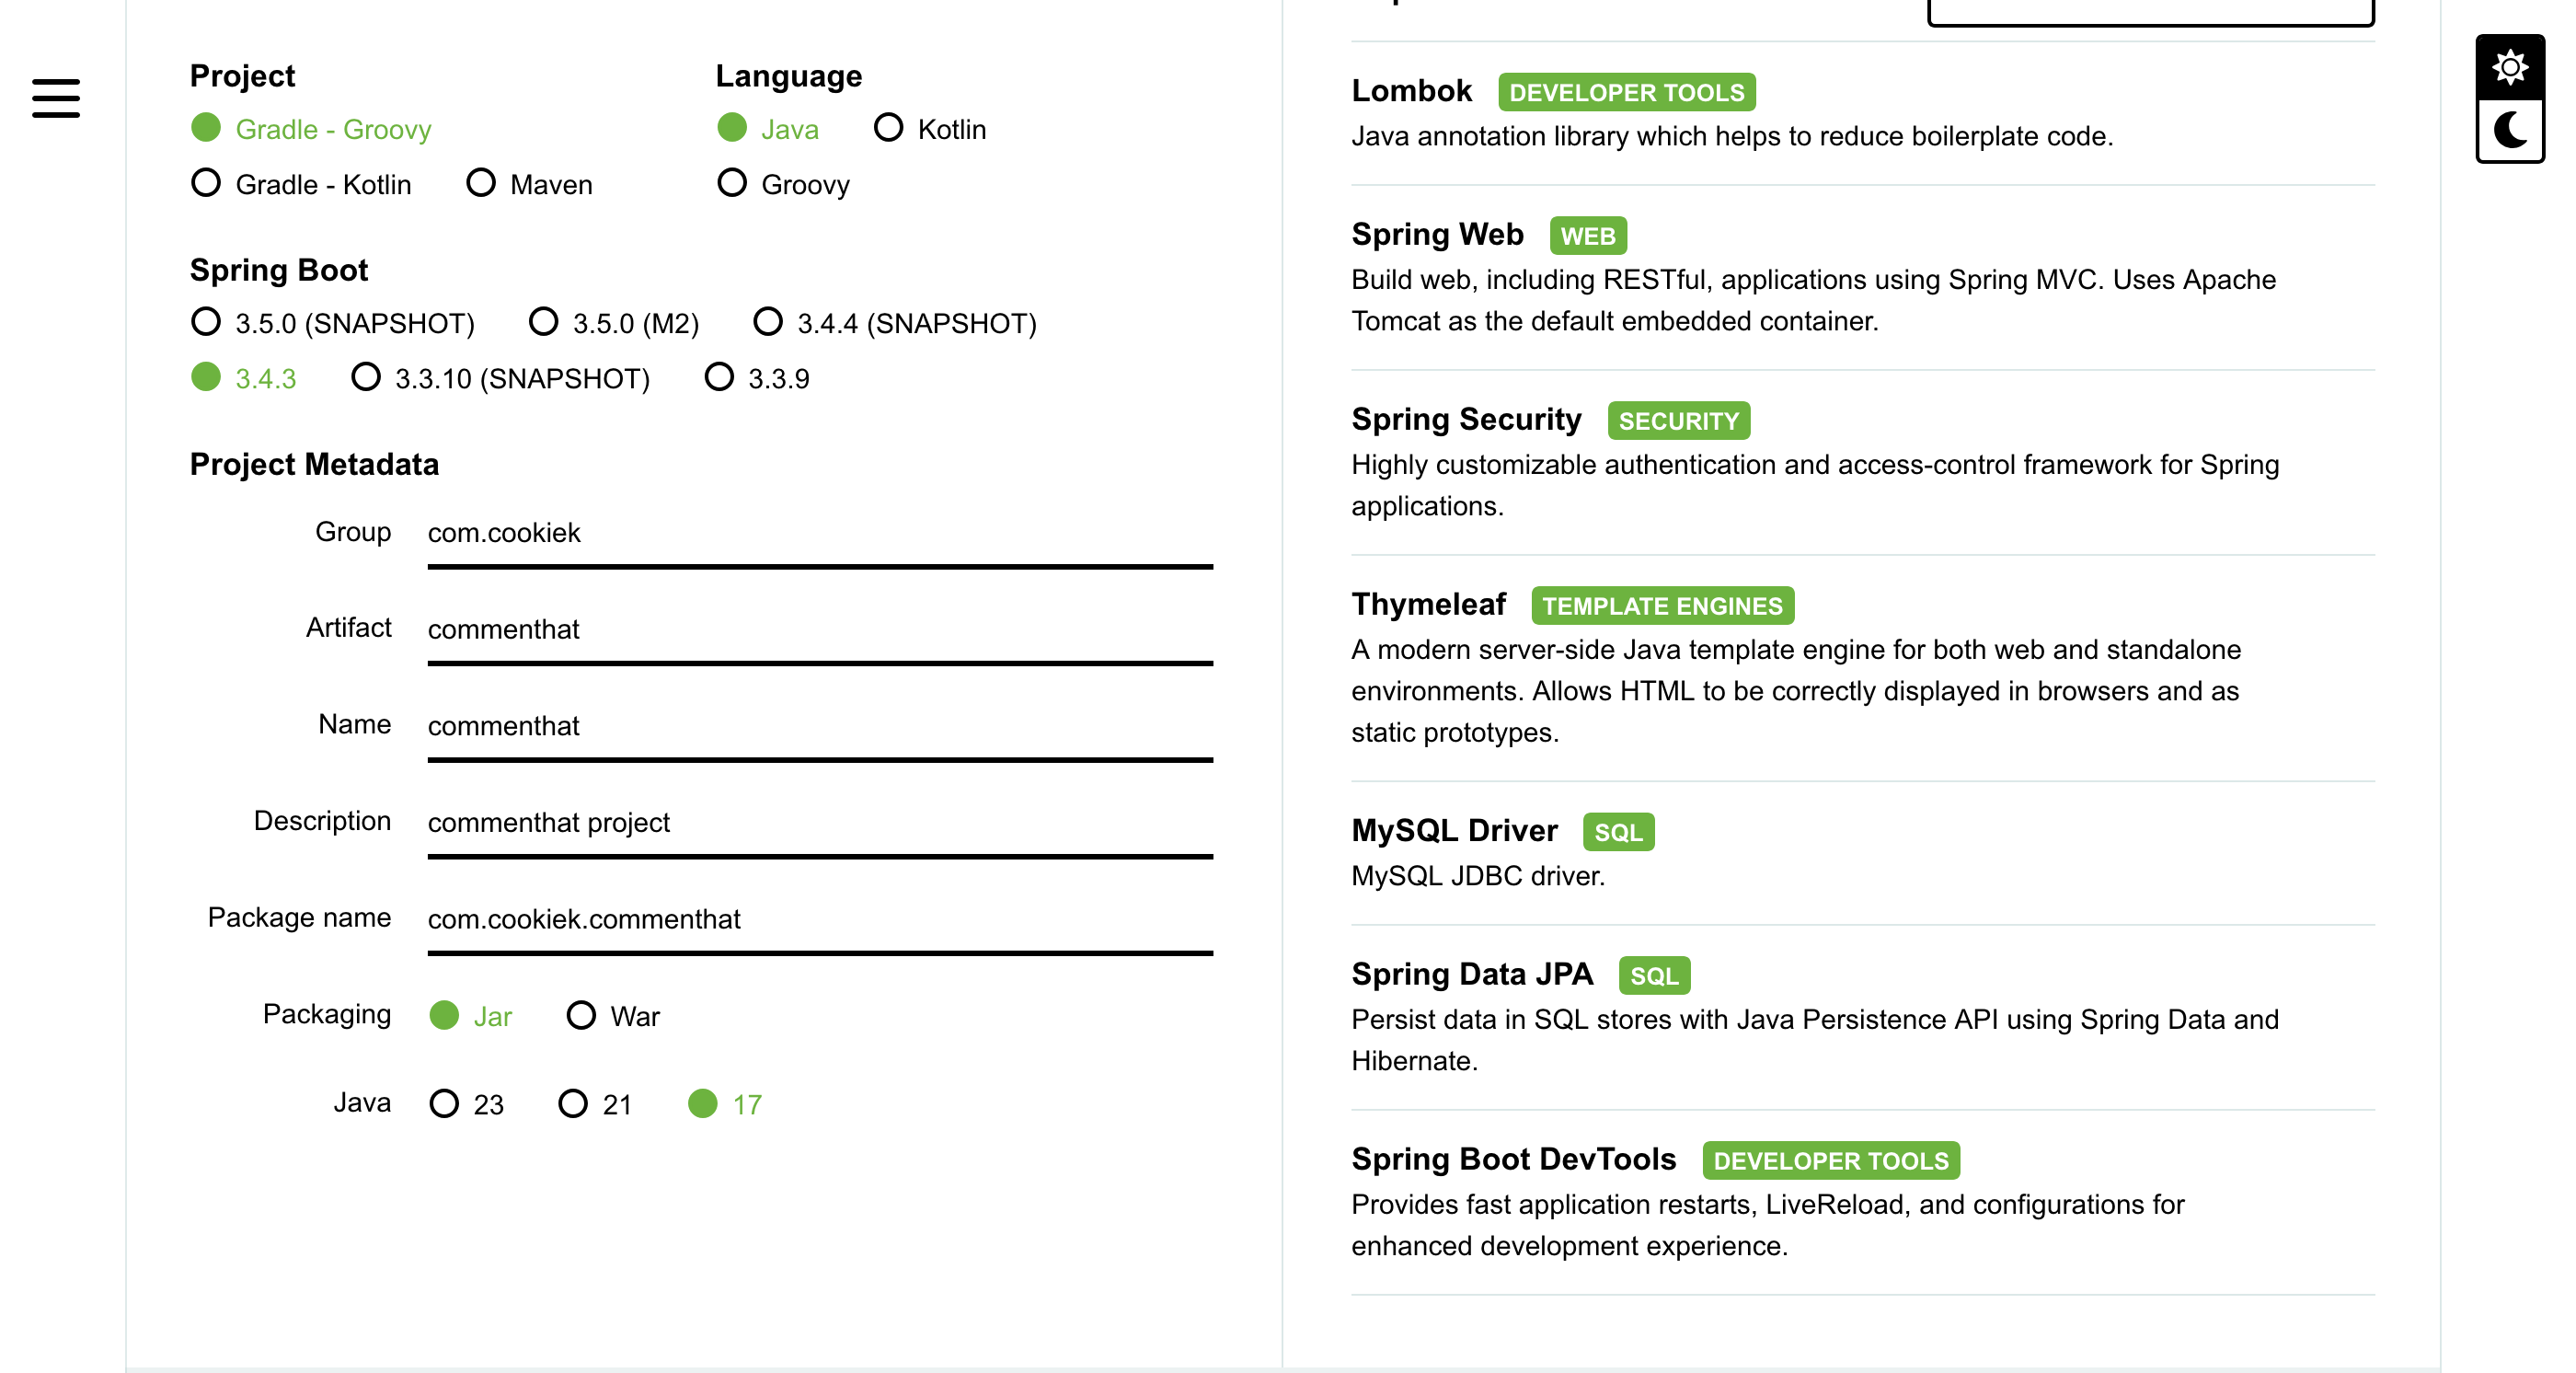 Project
Gradle - Groovy
Gradle - Kotlin Maven
Language
Java Kotlin
Groovy
Spring Boot
3.5.0 (SNAPSHOT) 3.5.0 (M2) 3.4.4 (SNAPSHOT)
3.4.3 3.3.10 (SNAPSHOT) 3.3.9
Project Metadata
Group com.cookiek
Artifact commenthat
Name commenthat
Description commenthat project
Package name com.cookiek.commenthat
Packaging Jar War
Java 23 21 17
Lombok DEVELOPER TOOLS
Java annotation library which helps to reduce boilerplate code.
Spring Web WEB
Build web, including RESTful, applications using Spring MVC. Uses Apache
Tomcat as the default embedded container.
Spring Security SECURITY
Highly customizable authentication and access-control framework for Spring
applications.
Thymeleaf TEMPLATE ENGINES
A modern server-side Java template engine for both web and standalone
environments. Allows HTML to be correctly displayed in browsers and as
static prototypes.
MySQL Driver SQL
MySQL JDBC driver.
Spring Data JPA SQL
Persist data in SQL stores with Java Persistence API using Spring Data and
Hibernate.
Spring Boot DevTools DEVELOPER TOOLS
Provides fast application restarts, LiveReload, and configurations for
enhanced development experience.